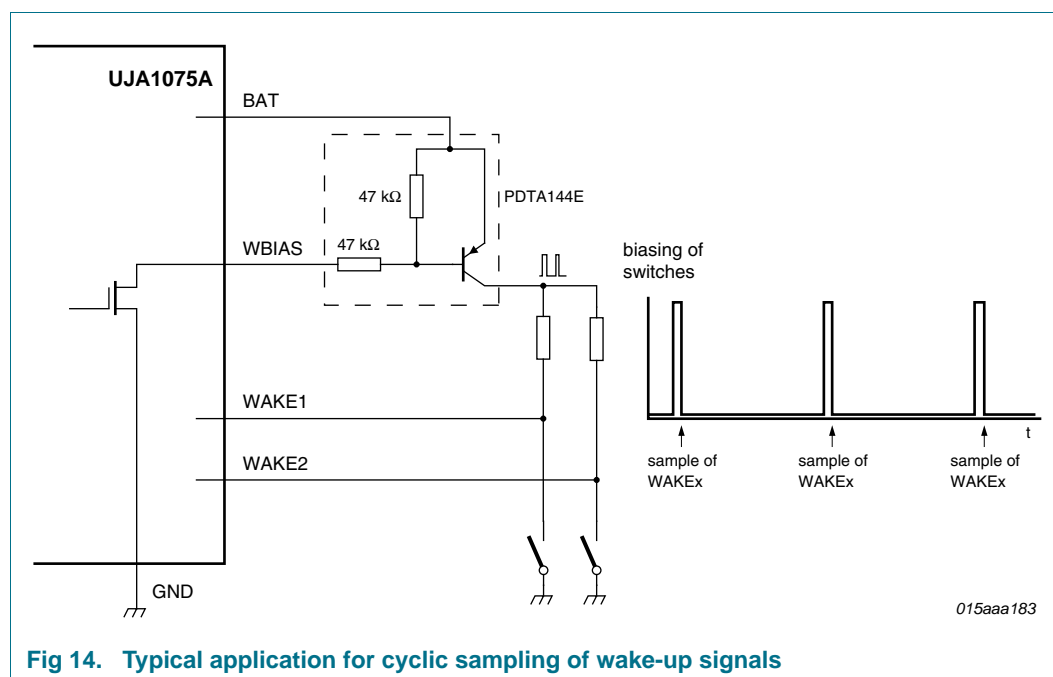 UJA1075A
BAT
47 kΩ
PDTA144E
WBIAS
47 kΩ
biasing of
switches
WAKE1
WAKE2
t
sample of
WAKEx
sample of
WAKEx
sample of
WAKEx
GND
015aaa183
Fig 14. Typical application for cyclic sampling of wake-up signals